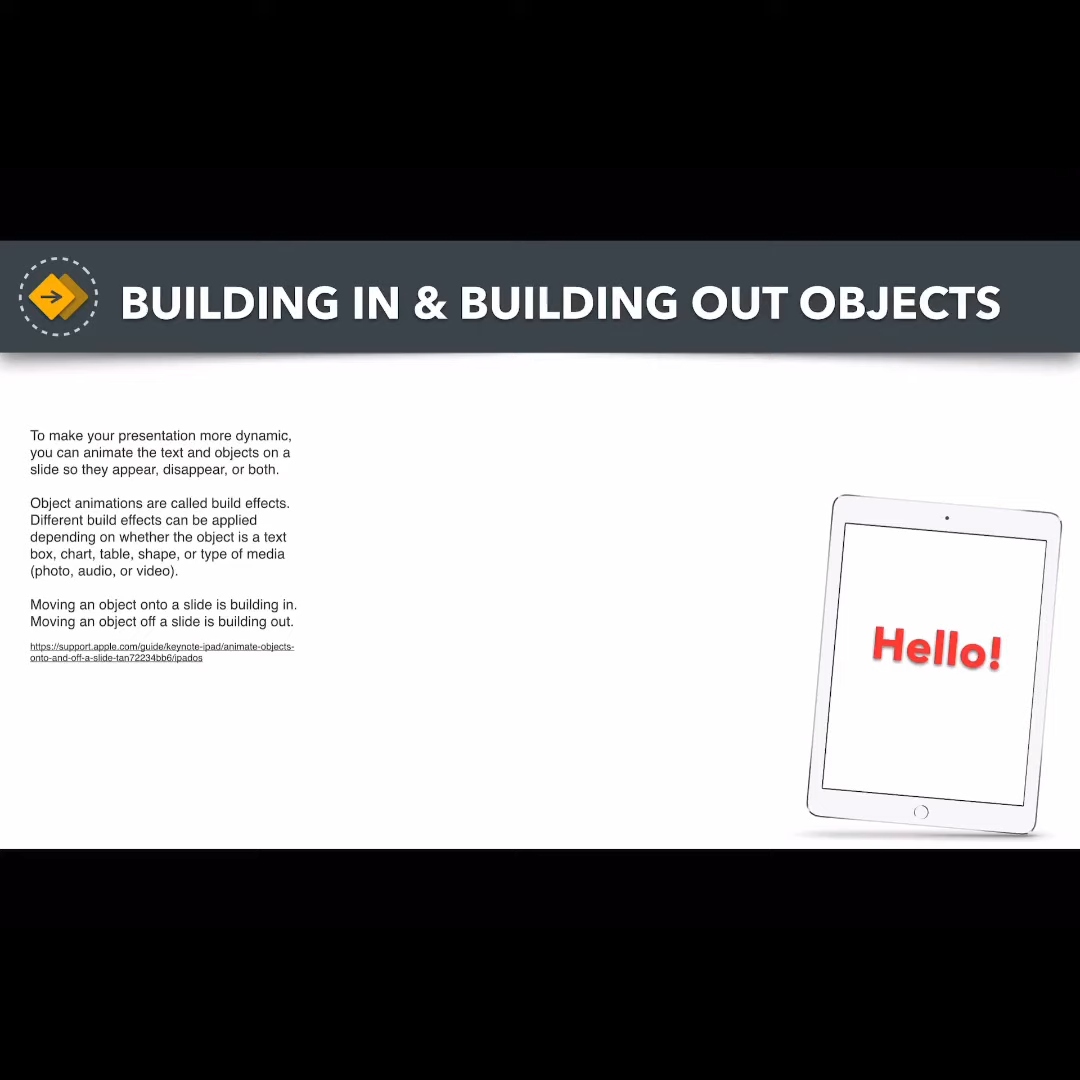 BUILDING IN & BUILDING OUT OBJECTS
To make your presentation more dynamic,
you can animate the text and objects on a
slide so they appear, disappear, or both.
Object animations are called build effects.
Different build effects can be applied
depending on whether the object is a text
box, chart, table, shape, or type of media
(photo, audio, or video).
Moving an object onto a slide is building in.
Moving an object off a slide is building out.
https://support.apple.com/guide/keynote-ipad/animate-objects-
onto-and-off-a-slide-tan72234bb6/ipados
Hello!